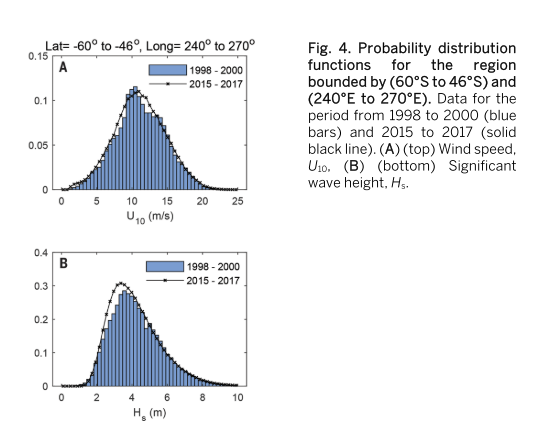 Lat= -60° to -46°, Long= 240° to 270°
0.15
A
1998 - 2000
2015 - 2017
0.1
0.05
0
0 5 10 15 20 25
U10 (m/s)
0.4
B
1998 - 2000
2015 - 2017
0.3
0.2
0.1
0
0 2 4 6 8 10
Hs (m)
Fig. 4. Probability distribution
functions for the region
bounded by (60°S to 46°S) and
(240°E to 270°E). Data for the
period from 1998 to 2000 (blue
bars) and 2015 to 2017 (solid
black line). (A) (top) Wind speed,
U10, (B) (bottom) Significant
wave height, Hs.